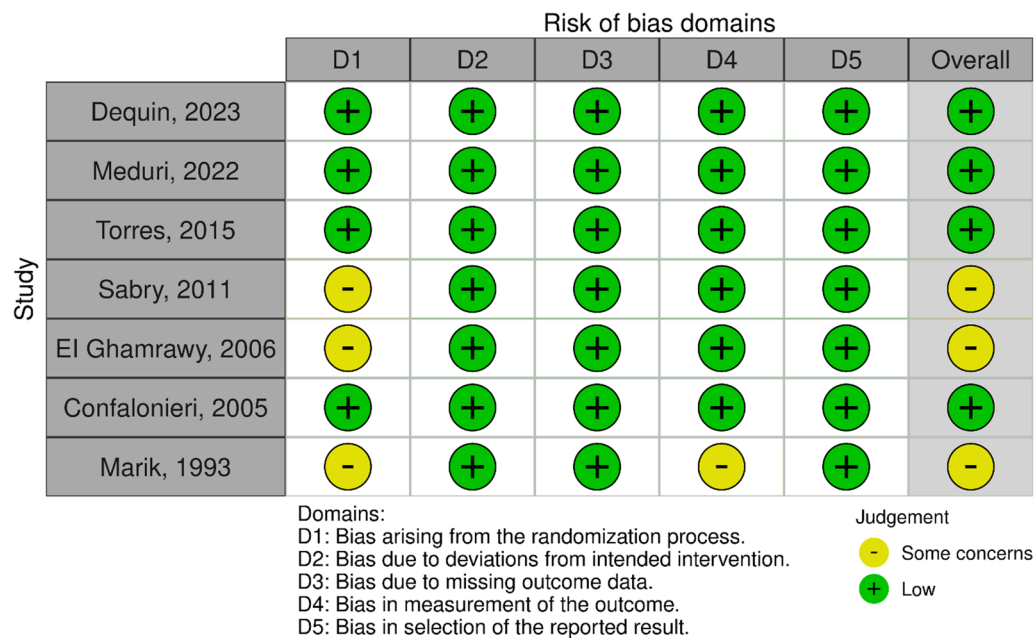 Risk of bias domains
D1 D2 D3 D4 D5 Overall
Study
Dequin, 2023 + + + + + +
Meduri, 2022 + + + + + +
Torres, 2015 + + + + + +
Sabry, 2011 - + + + + -
El Ghamrawy, 2006 - + + + + -
Confalonieri, 2005 + + + + + +
Marik, 1993 - + + - + -
Domains:
D1: Bias arising from the randomization process.
D2: Bias due to deviations from intended intervention.
D3: Bias due to missing outcome data.
D4: Bias in measurement of the outcome.
D5: Bias in selection of the reported result.
Judgement
- Some concerns
+ Low